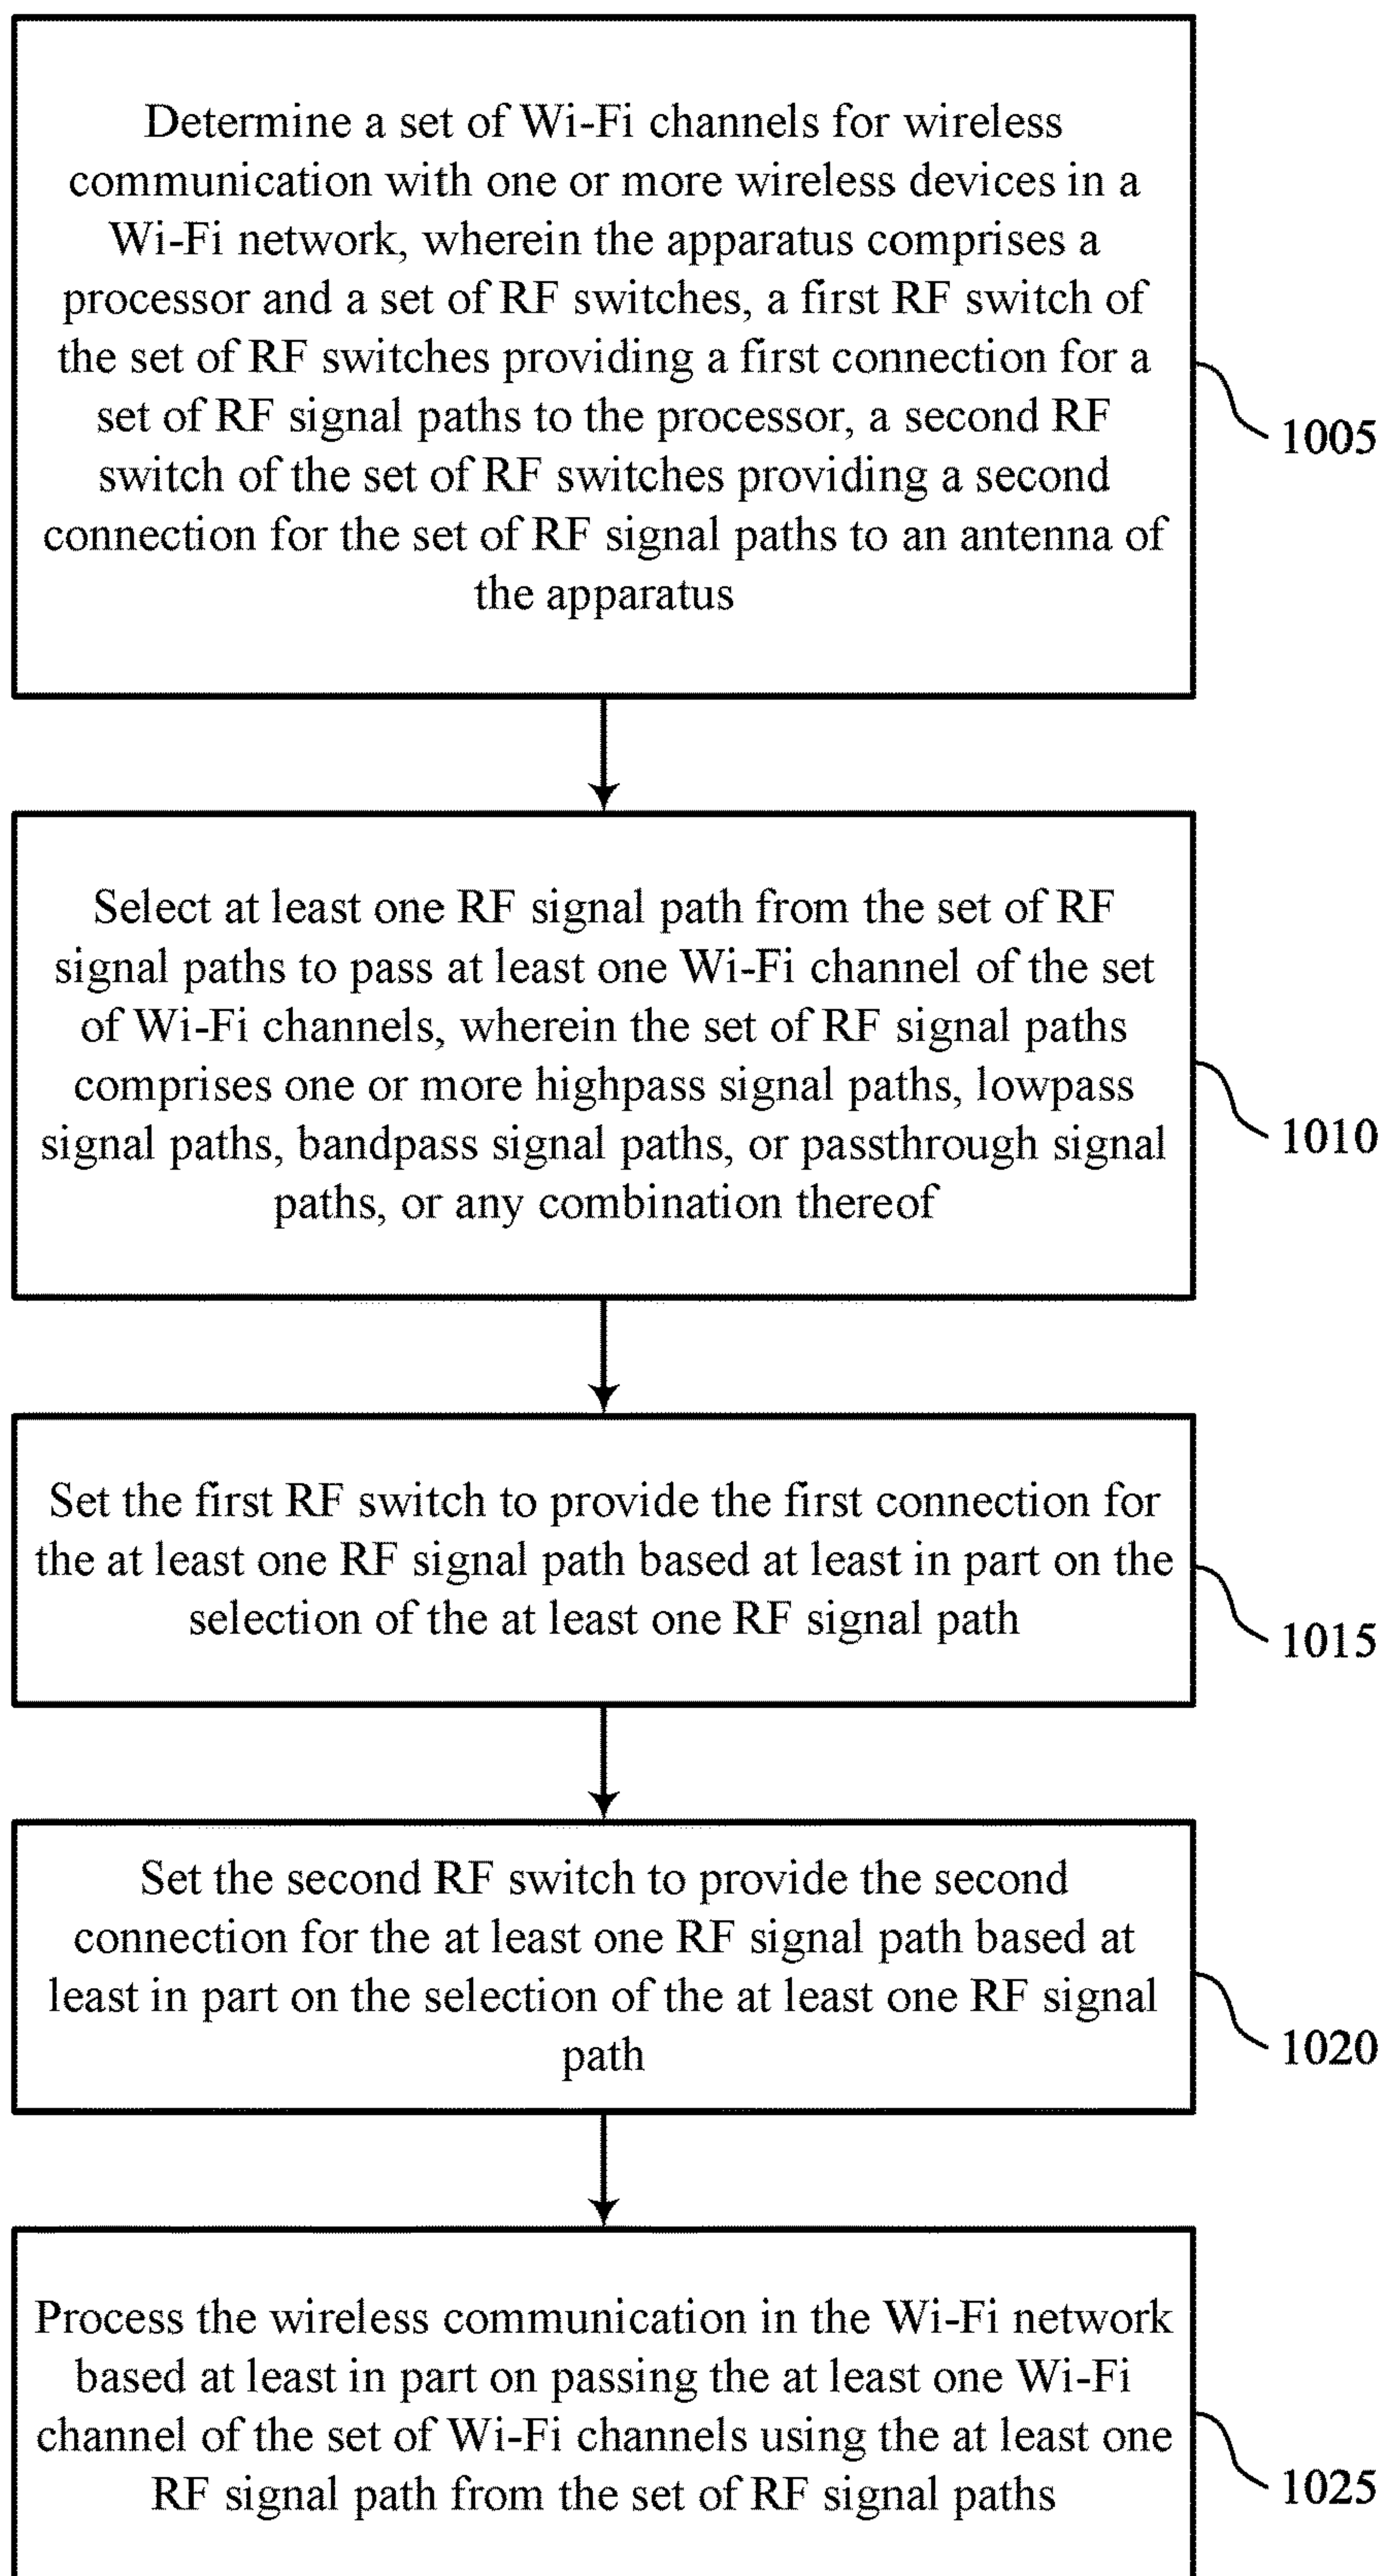 Determine a set of Wi-Fi channels for wireless
communication with one or more wireless devices in a
Wi-Fi network, wherein the apparatus comprises a
processor and a set of RF switches, a first RF switch of
the set of RF switches providing a first connection for a
set of RF signal paths to the processor, a second RF
switch of the set of RF switches providing a second
connection for the set of RF signal paths to an antenna of
the apparatus
1005
Select at least one RF signal path from the set of RF
signal paths to pass at least one Wi-Fi channel of the set
of Wi-Fi channels, wherein the set of RF signal paths
comprises one or more highpass signal paths, lowpass
signal paths, bandpass signal paths, or passthrough signal
paths, or any combination thereof
1010
Set the first RF switch to provide the first connection for
the at least one RF signal path based at least in part on the
selection of the at least one RF signal path
1015
Set the second RF switch to provide the second
connection for the at least one RF signal path based at
least in part on the selection of the at least one RF signal
path
1020
Process the wireless communication in the Wi-Fi network
based at least in part on passing the at least one Wi-Fi
channel of the set of Wi-Fi channels using the at least one
RF signal path from the set of RF signal paths
1025